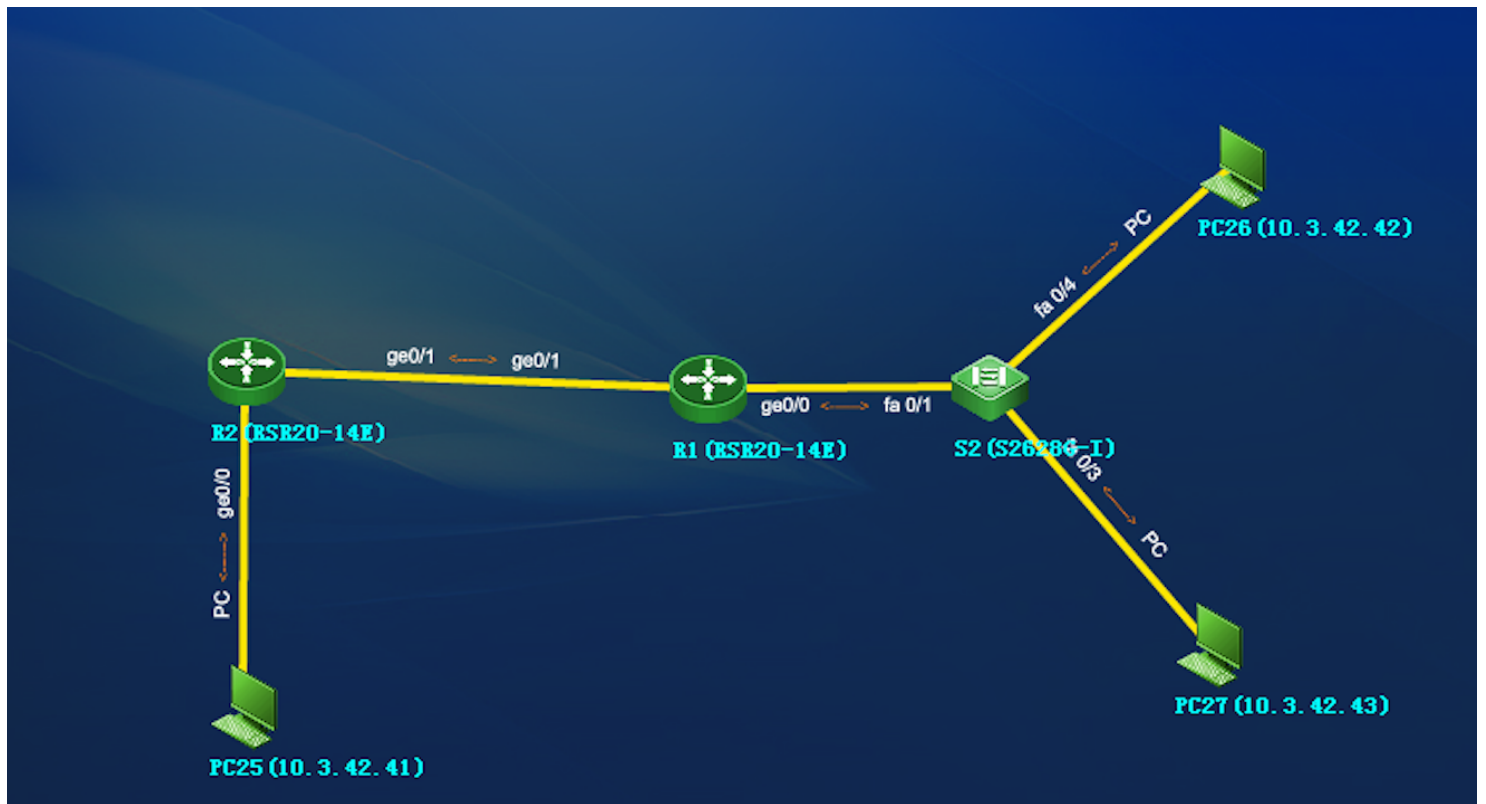 PC26 (10.3.42.42)
PC
fa 0/4
ge0/1
ge0/1
ge0/0
fa 0/1
R2 (RSR20-14E)
R1 (RSR20-14E)
S2 (S2628G-I)
0/3
PC
ge0/0
PC
PC27 (10.3.42.43)
PC25 (10.3.42.41)